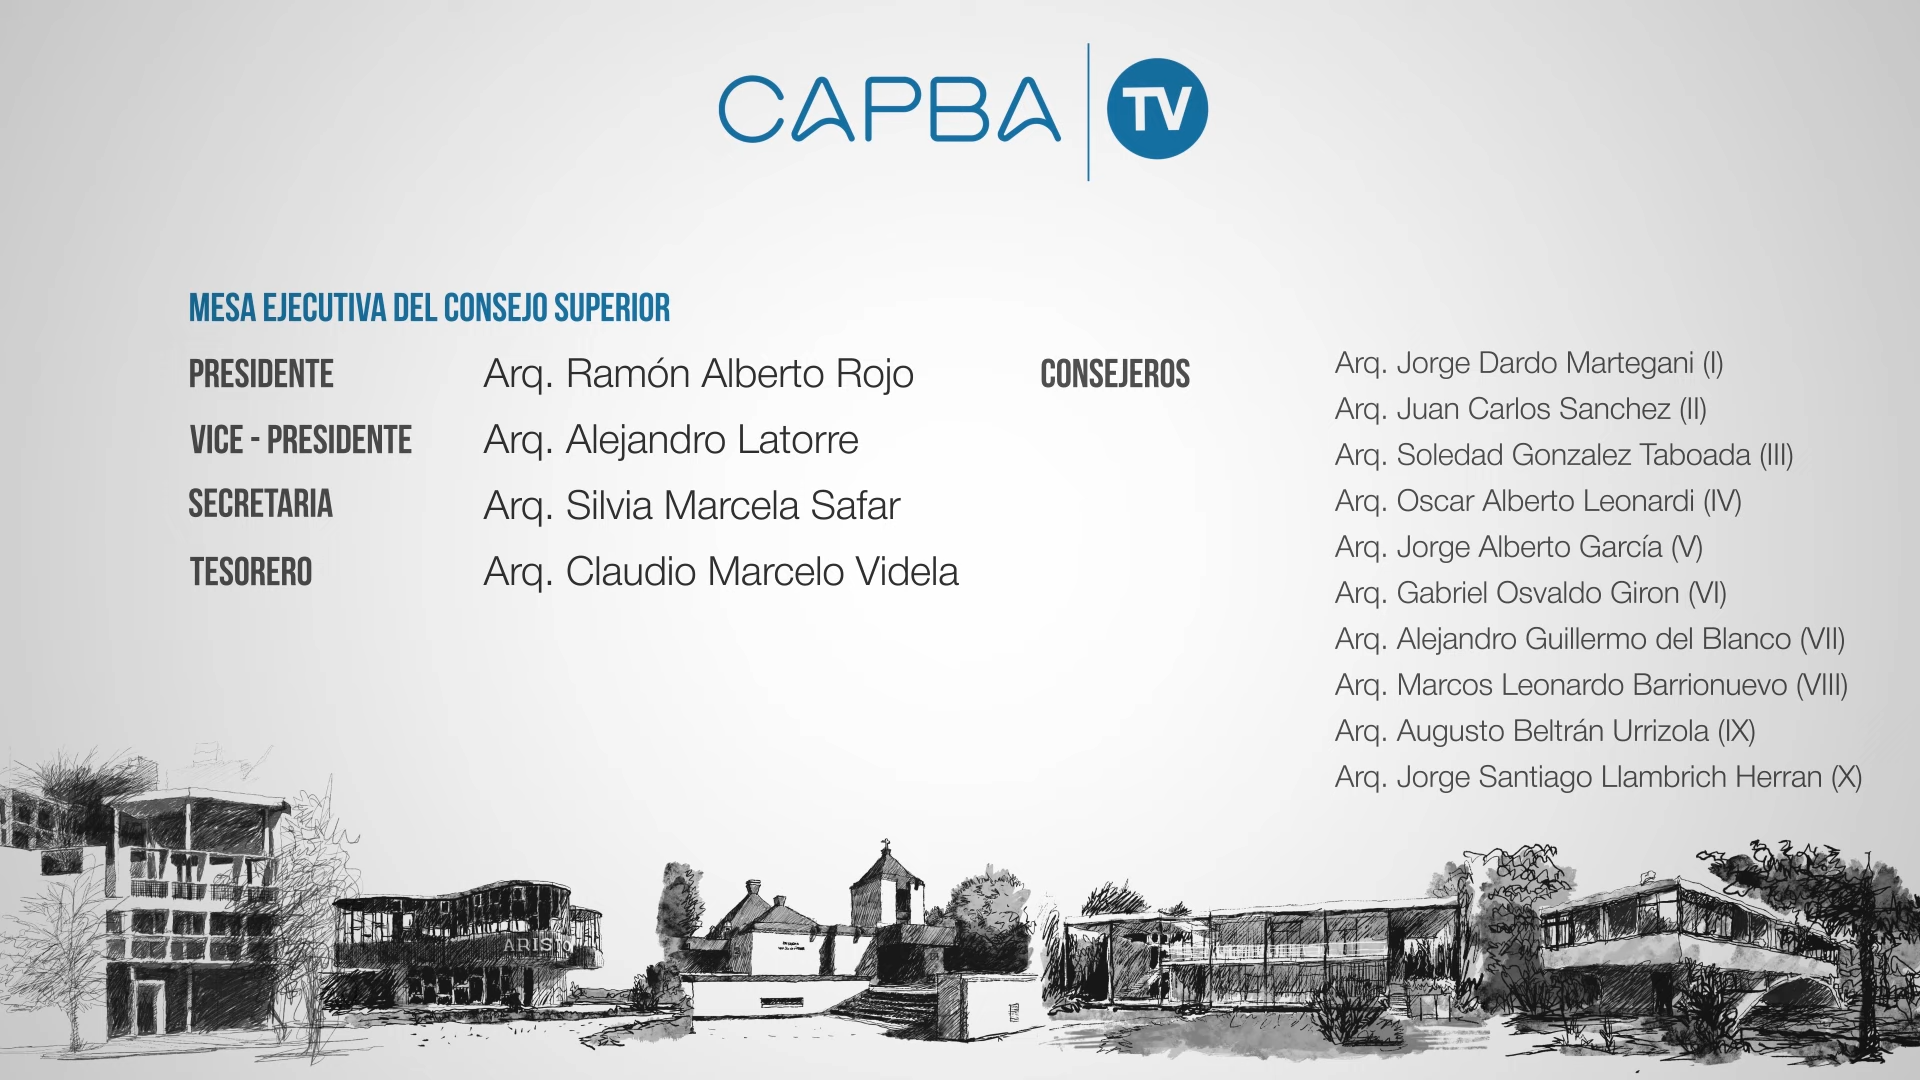 CAPBA TV
MESA EJECUTIVA DEL CONSEJO SUPERIOR
PRESIDENTE Arq. Ramón Alberto Rojo
VICE - PRESIDENTE Arq. Alejandro Latorre
SECRETARIA Arq. Silvia Marcela Safar
TESORERO Arq. Claudio Marcelo Videla
CONSEJEROS
Arq. Jorge Dardo Martegani (I)
Arq. Juan Carlos Sanchez (II)
Arq. Soledad Gonzalez Taboada (III)
Arq. Oscar Alberto Leonardi (IV)
Arq. Jorge Alberto García (V)
Arq. Gabriel Osvaldo Giron (VI)
Arq. Alejandro Guillermo del Blanco (VII)
Arq. Marcos Leonardo Barrionuevo (VIII)
Arq. Augusto Beltrán Urrizola (IX)
Arq. Jorge Santiago Llambrich Herran (X)
ARISTO